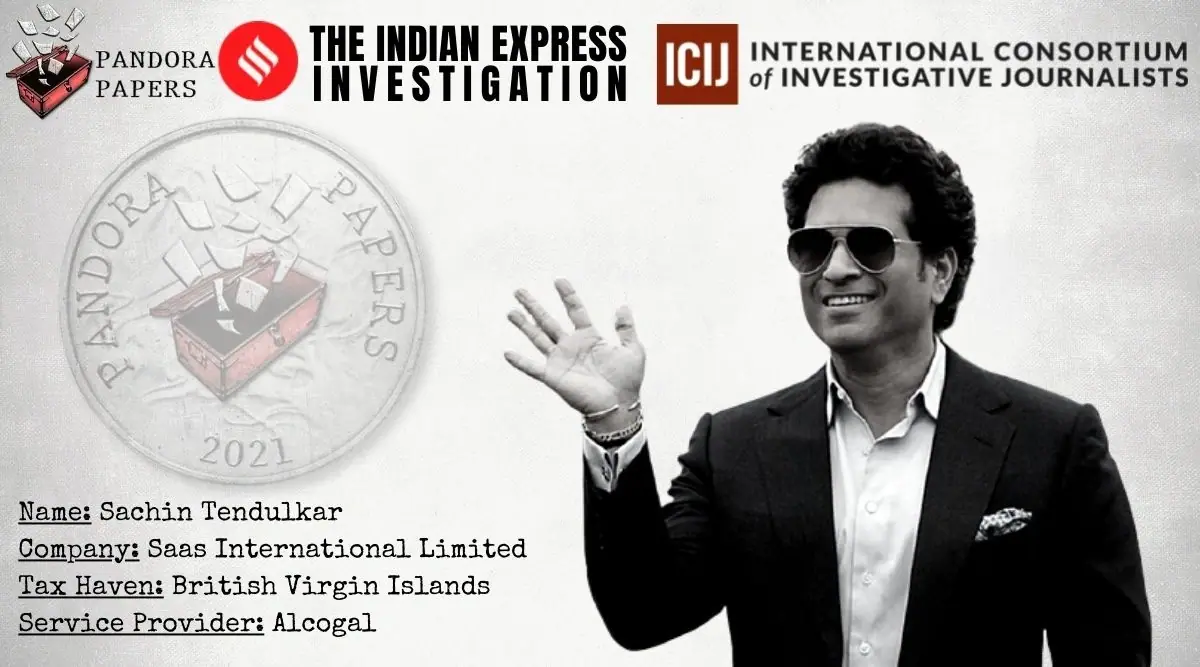 PANDORA
PAPERS
THE INDIAN EXPRESS
INVESTIGATION
ICIJ
INTERNATIONAL CONSORTIUM
of INVESTIGATIVE JOURNALISTS
PANDORA PAPERS
2021
Name: Sachin Tendulkar
Company: Saas International Limited
Tax Haven: British Virgin Islands
Service Provider: Alcogal